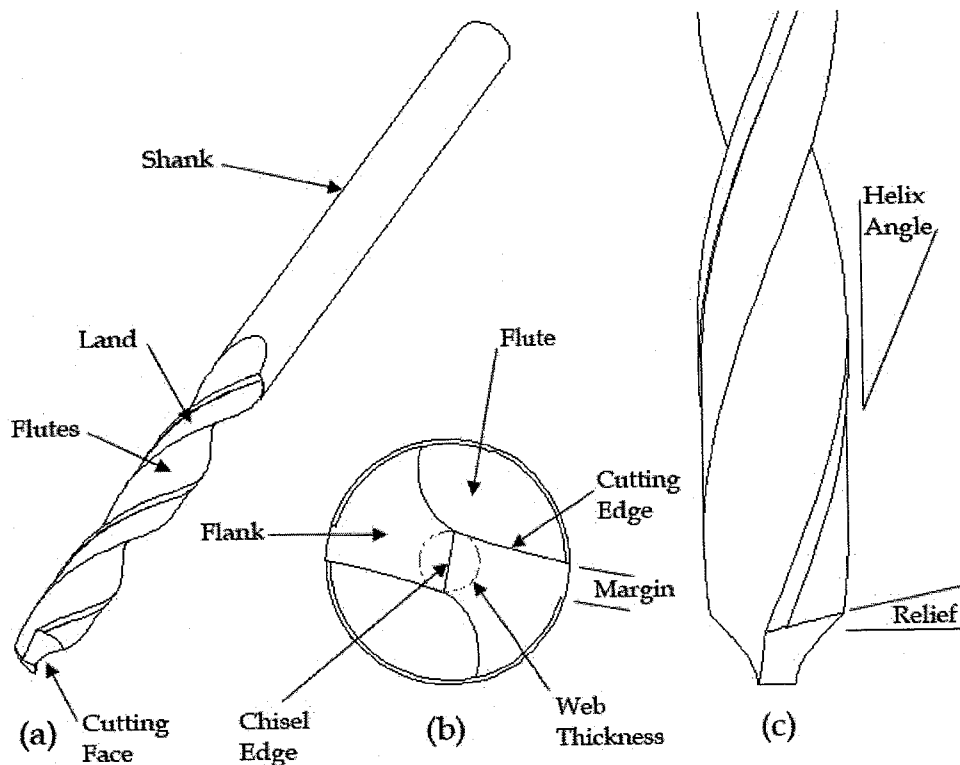 Shank
Land
Flutes
Cutting
Face
(a)
Flute
Cutting
Edge
Flank
Margin
Chisel
Edge
Web
Thickness
(b)
Helix
Angle
Relief
(c)